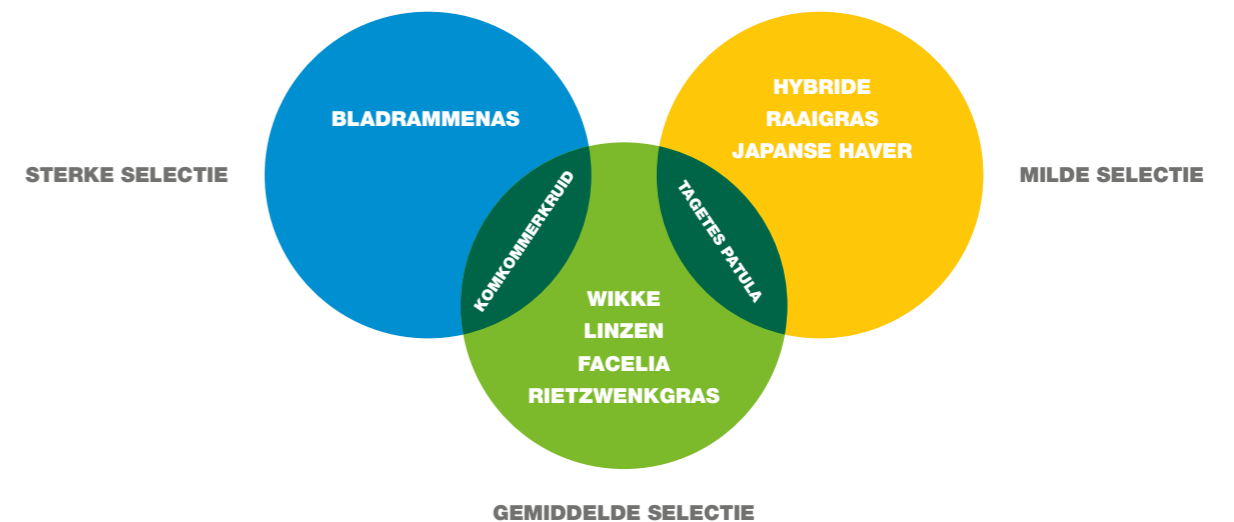 BLADRAMMENAS
HYBRIDE
RAAIGRAS
JAPANSE HAVER
STERKE SELECTIE
MILDE SELECTIE
KOMKOMMERKRUID
TAGETES PATULA
WIKKE
LINZEN
FACELIA
RIETZWENKGRAS
GEMIDDELDE SELECTIE